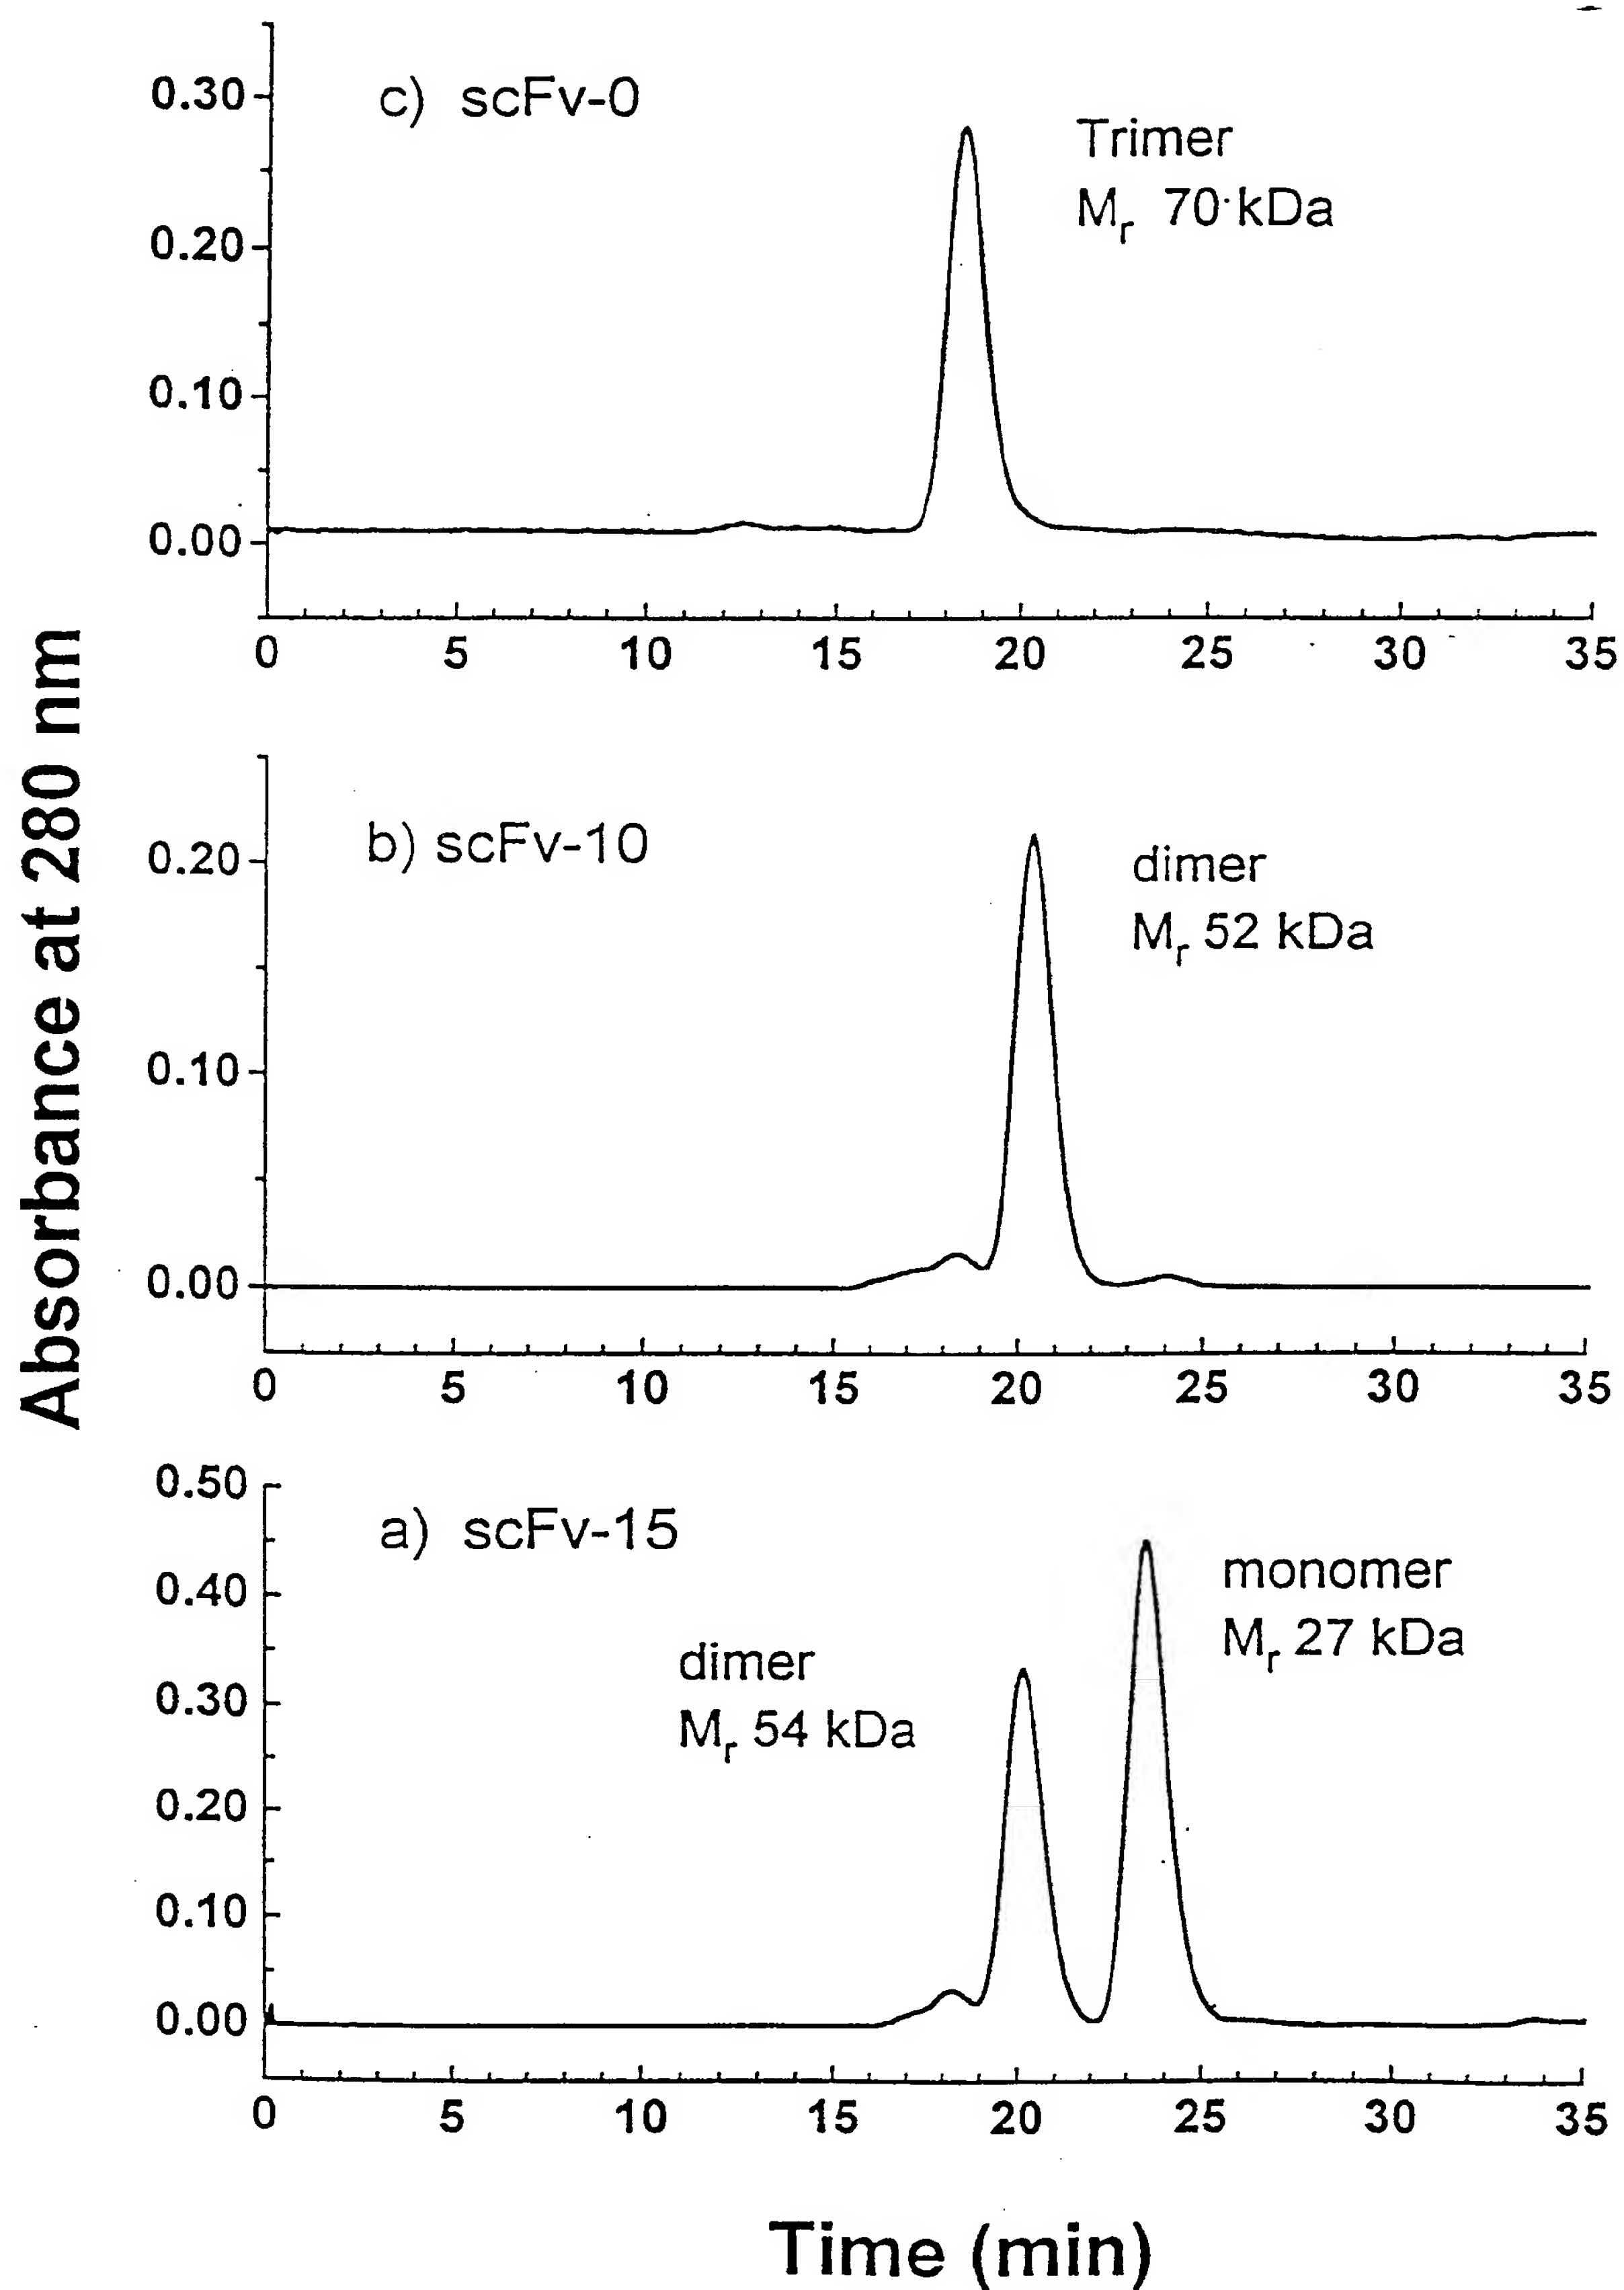 c) scFv-0
Trimer
Mr 70 kDa
0.30
0.20
0.10
0.00
0 5 10 15 20 25 30 35
b) scFv-10
dimer
Mr 52 kDa
0.20
0.10
0.00
0 5 10 15 20 25 30 35
a) scFv-15
monomer
Mr 27 kDa
dimer
Mr 54 kDa
0.50
0.40
0.30
0.20
0.10
0.00
0 5 10 15 20 25 30 35
Absorbance at 280 nm
Time (min)